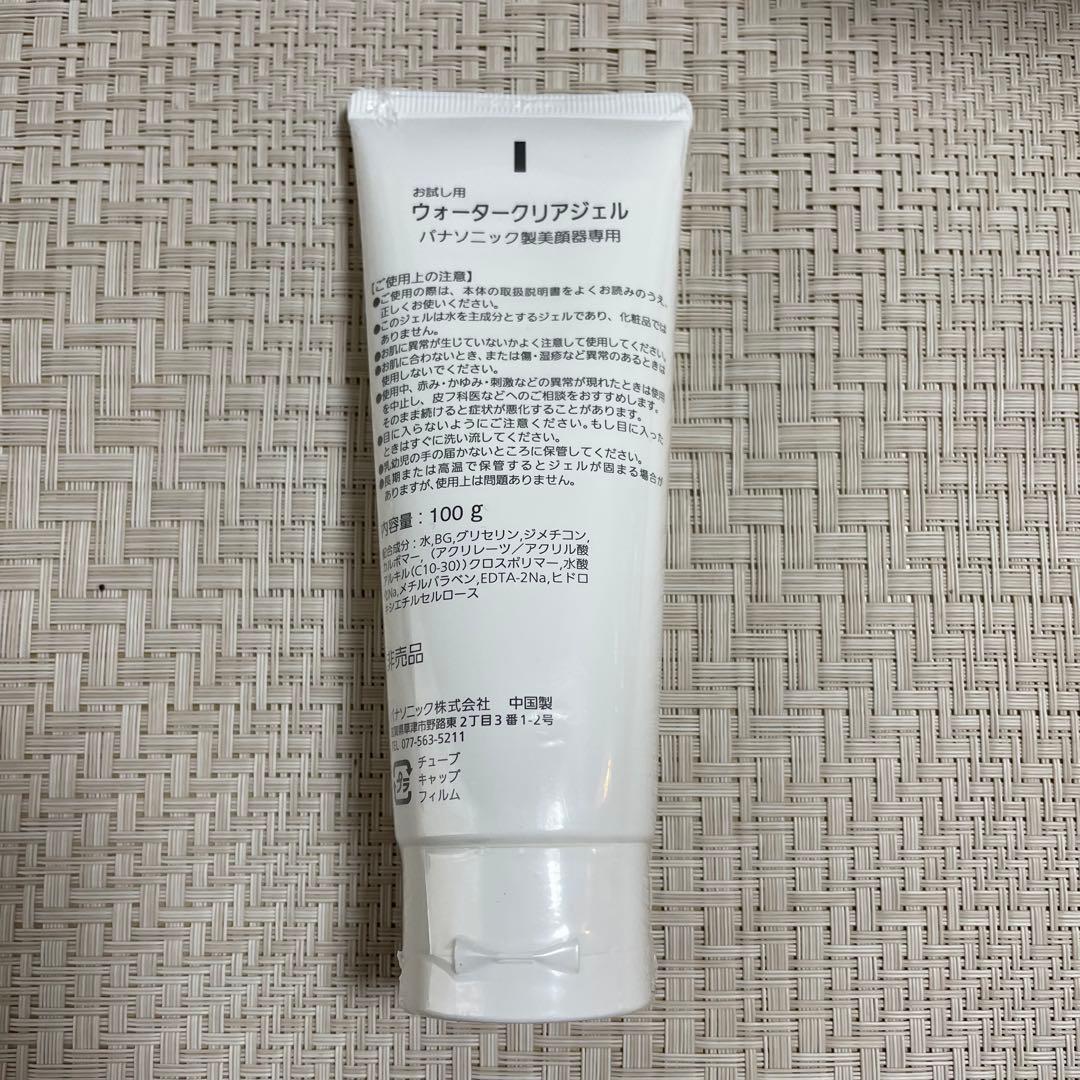 お試し用
ウォータークリアジェル
パナソニック製美顔器専用
【ご使用上の注意】
●ご使用の際は、本体の取扱説明書をよくお読みのうえ、
正しくお使いください。
●このジェルは水を主成分とするジェルであり、化粧品では
ありません。
●お肌に異常が生じていないかよく注意して使用してください。
●お肌に合わないとき、または傷・湿疹など異常のあるときは
使用しないでください。
●使用中、赤み・かゆみ・刺激などの異常が現れたときは使用
を中止し、皮フ科医などへのご相談をおすすめします。
そのまま続けると症状が悪化することがあります。
●目に入らないようにご注意ください。もし目に入った
ときはすぐに洗い流してください。
●乳幼児の手の届かないところに保管してください。
●長期または高温で保管するとジェルが固まる場合が
ありますが、使用上は問題ありません。
内容量：100 g
配合成分：水,BG,グリセリン,ジメチコン,
カルボマー,（アクリレーツ／アクリル酸
アルキル(C10-30)）クロスポリマー,水酸
化Na,メチルパラベン,EDTA-2Na,ヒドロ
キシエチルセルロース
非売品
パナソニック株式会社 中国製
滋賀県草津市野路東2丁目3番1-2号
TEL 077-563-5211
プラ
チューブ
キャップ
フィルム